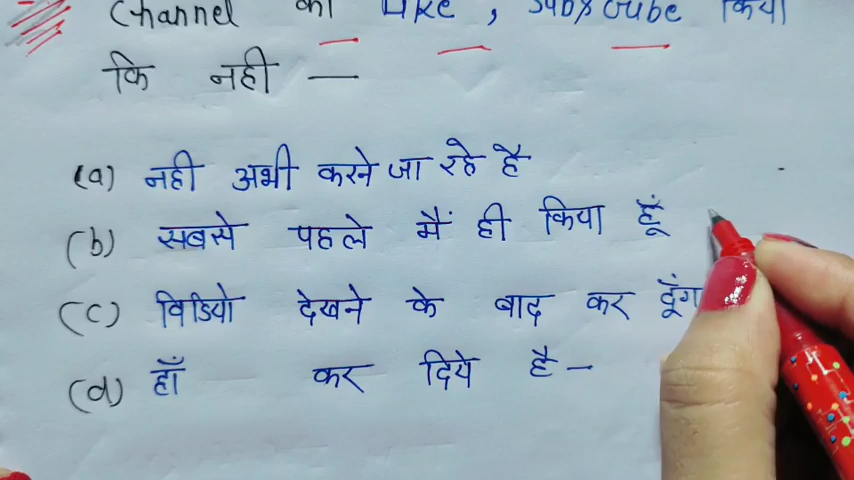 Channel को Like, Subscribe किया
कि नही —
(a) नही अभी करने जा रहे है
(b) सबसे पहले मैं ही किया हूँ
(c) विडियो देखने के बाद कर दूँगा
(d) हाँ कर दिये है –